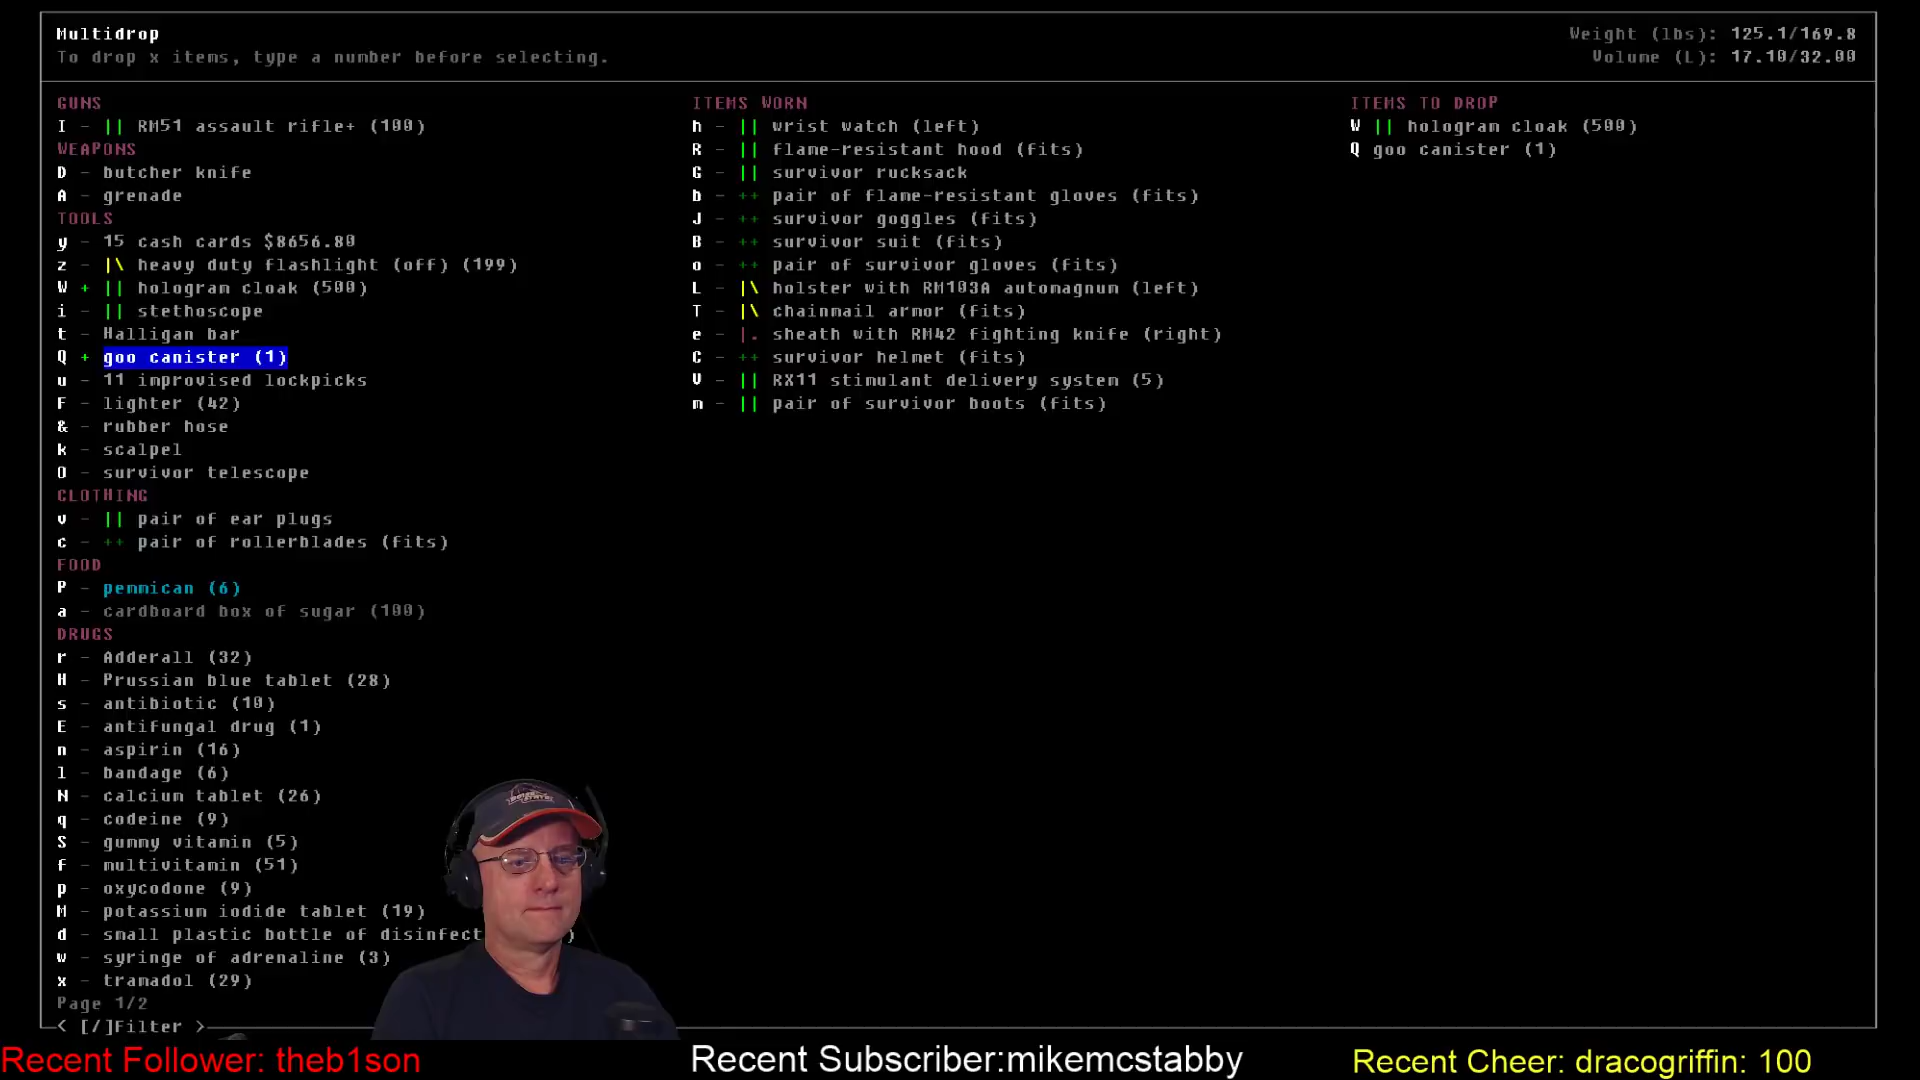 Multidrop
Weight (lbs): 125.1/169.8
To drop x items, type a number before selecting.
Volume (L): 17.10/32.00
GUNS
I - || RM51 assault rifle+ (100)
WEAPONS
D - butcher knife
A - grenade
TOOLS
y - 15 cash cards $8656.80
z - |\ heavy duty flashlight (off) (199)
W + || hologram cloak (500)
i - || stethoscope
t - Halligan bar
Q + goo canister (1)
u - 11 improvised lockpicks
F - lighter (42)
& - rubber hose
k - scalpel
O - survivor telescope
CLOTHING
v - || pair of ear plugs
c - ++ pair of rollerblades (fits)
FOOD
P - pemmican (6)
a - cardboard box of sugar (100)
DRUGS
r - Adderall (32)
H - Prussian blue tablet (28)
s - antibiotic (10)
E - antifungal drug (1)
n - aspirin (16)
l - bandage (6)
N - calcium tablet (26)
q - codeine (9)
S - gummy vitamin (5)
f - multivitamin (51)
p - oxycodone (9)
M - potassium iodide tablet (19)
d - small plastic bottle of disinfect
w - syringe of adrenaline (3)
x - tramadol (29)
Page 1/2
< [/]Filter >
ITEMS WORN
h - || wrist watch (left)
R - || flame-resistant hood (fits)
G - || survivor rucksack
b - ++ pair of flame-resistant gloves (fits)
J - ++ survivor goggles (fits)
B - ++ survivor suit (fits)
o - ++ pair of survivor gloves (fits)
L - |\ holster with RM103A automagnum (left)
T - |\ chainmail armor (fits)
e - |. sheath with RM42 fighting knife (right)
C - ++ survivor helmet (fits)
V - || RX11 stimulant delivery system (5)
m - || pair of survivor boots (fits)
ITEMS TO DROP
W || hologram cloak (500)
Q goo canister (1)
Recent Follower: theb1son
Recent Subscriber:mikemcstabby
Recent Cheer: dracogriffin: 100